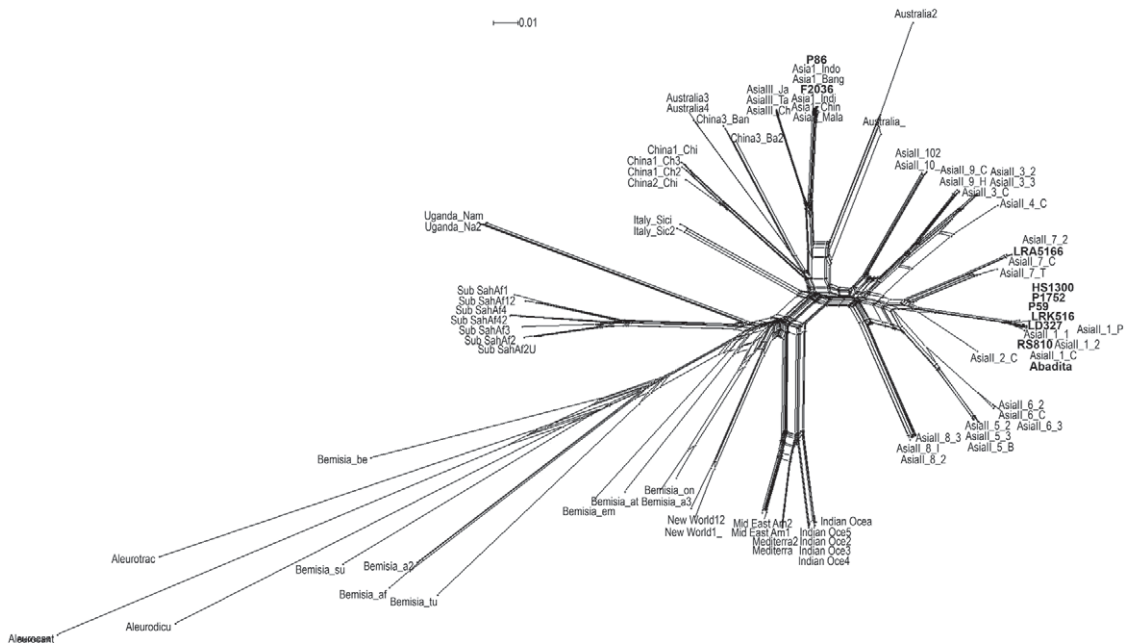 0.01
Australia2
P86
Asia1_Indo
Asia1_Bang
F2036
Asia1_Indi
Asia1_Chin
Asia1_Mala
AsiaIII_Ja
AsiaIII_Ta
AsiaIII_Ch
Australia3
Australia4
China3_Ban
China3_Ba2
Australia_
China1_Chi
China1_Ch3
China1_Ch2
China2_Chi
AsiaII_102
AsiaII_10_
AsiaII_9_C
AsiaII_9_H
AsiaII_3_2
AsiaII_3_3
AsiaII_3_C
AsiaII_4_C
Uganda_Nam
Uganda_Na2
Italy_Sici
Italy_Sic2
AsiaII_7_2
LRA5166
AsiaII_7_C
AsiaII_7_T
HS1300
P1752
P59
LRK516
LD327
AsiaII_1_1
AsiaII_1_P
RS810
AsiaII_1_2
AsiaII_1_C
Abadita
Sub SahAf1
Sub SahAf12
Sub SahAf4
Sub SahAf42
Sub SahAf3
Sub SahAf2
Sub SahAf2U
AsiaII_2_C
AsiaII_6_2
AsiaII_6_C
AsiaII_6_3
AsiaII_5_2
AsiaII_5_3
AsiaII_5_B
AsiaII_8_3
AsiaII_8_I
AsiaII_8_2
Bemisia_be
Bemisia_on
Bemisia_at
Bemisia_a3
Bemisia_em
New World12
New World1_
Mid East Am2
Mid East Am1
Mediterra2
Mediterra
Indian Ocea
Indian Oce5
Indian Oce2
Indian Oce3
Indian Oce4
Aleurotrac
Bemisia_su
Bemisia_a2
Bemisia_af
Bemisia_tu
Aleurodicu